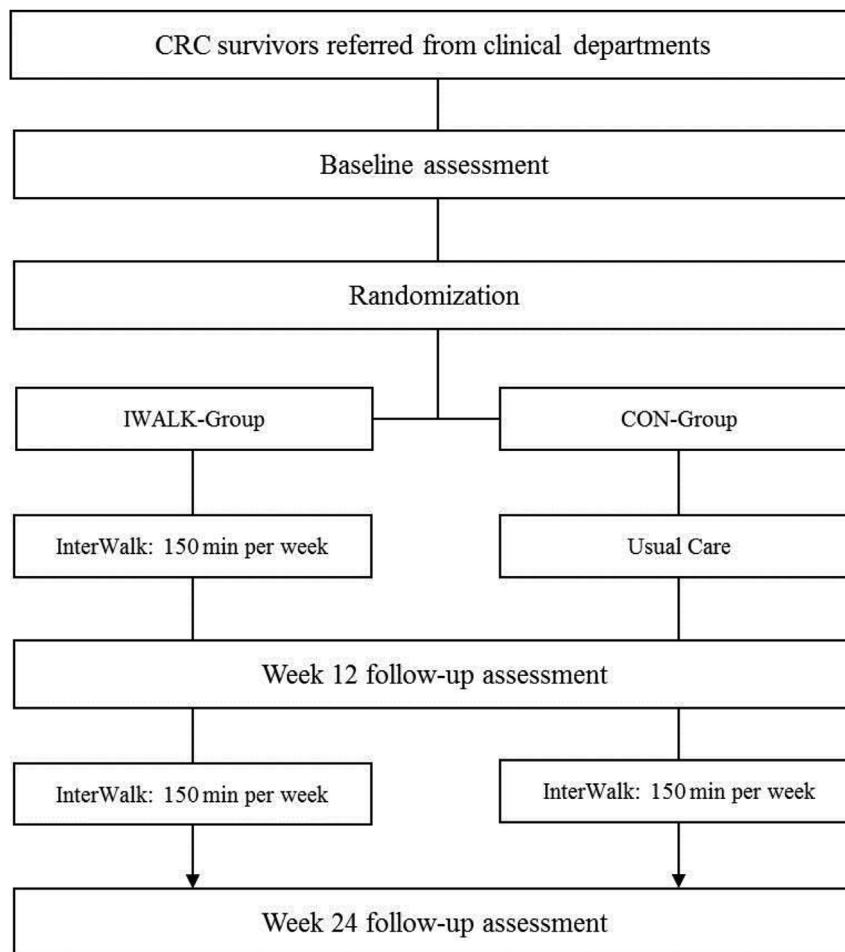 CRC survivors referred from clinical departments
Baseline assessment
Randomization
IWALK-Group
CON-Group
InterWalk: 150 min per week
Usual Care
Week 12 follow-up assessment
InterWalk: 150 min per week
InterWalk: 150 min per week
Week 24 follow-up assessment